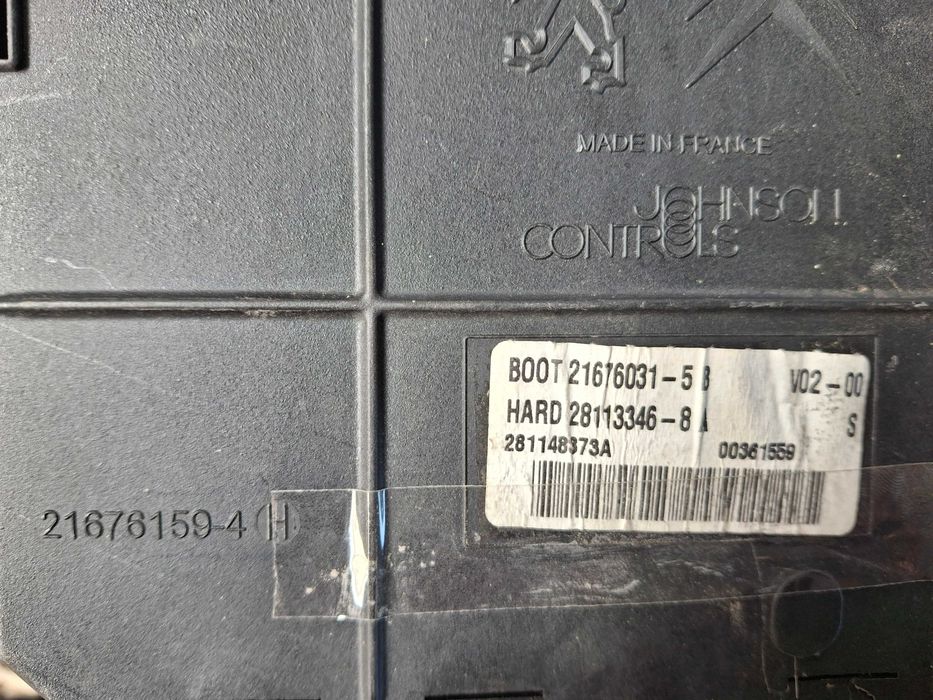 MADE IN FRANCE
JOHNSON
CONTROLS
BOOT 21676031-5 B V02-00
HARD 28113346-8 A S
281148373A 00361559
21676159-4 H